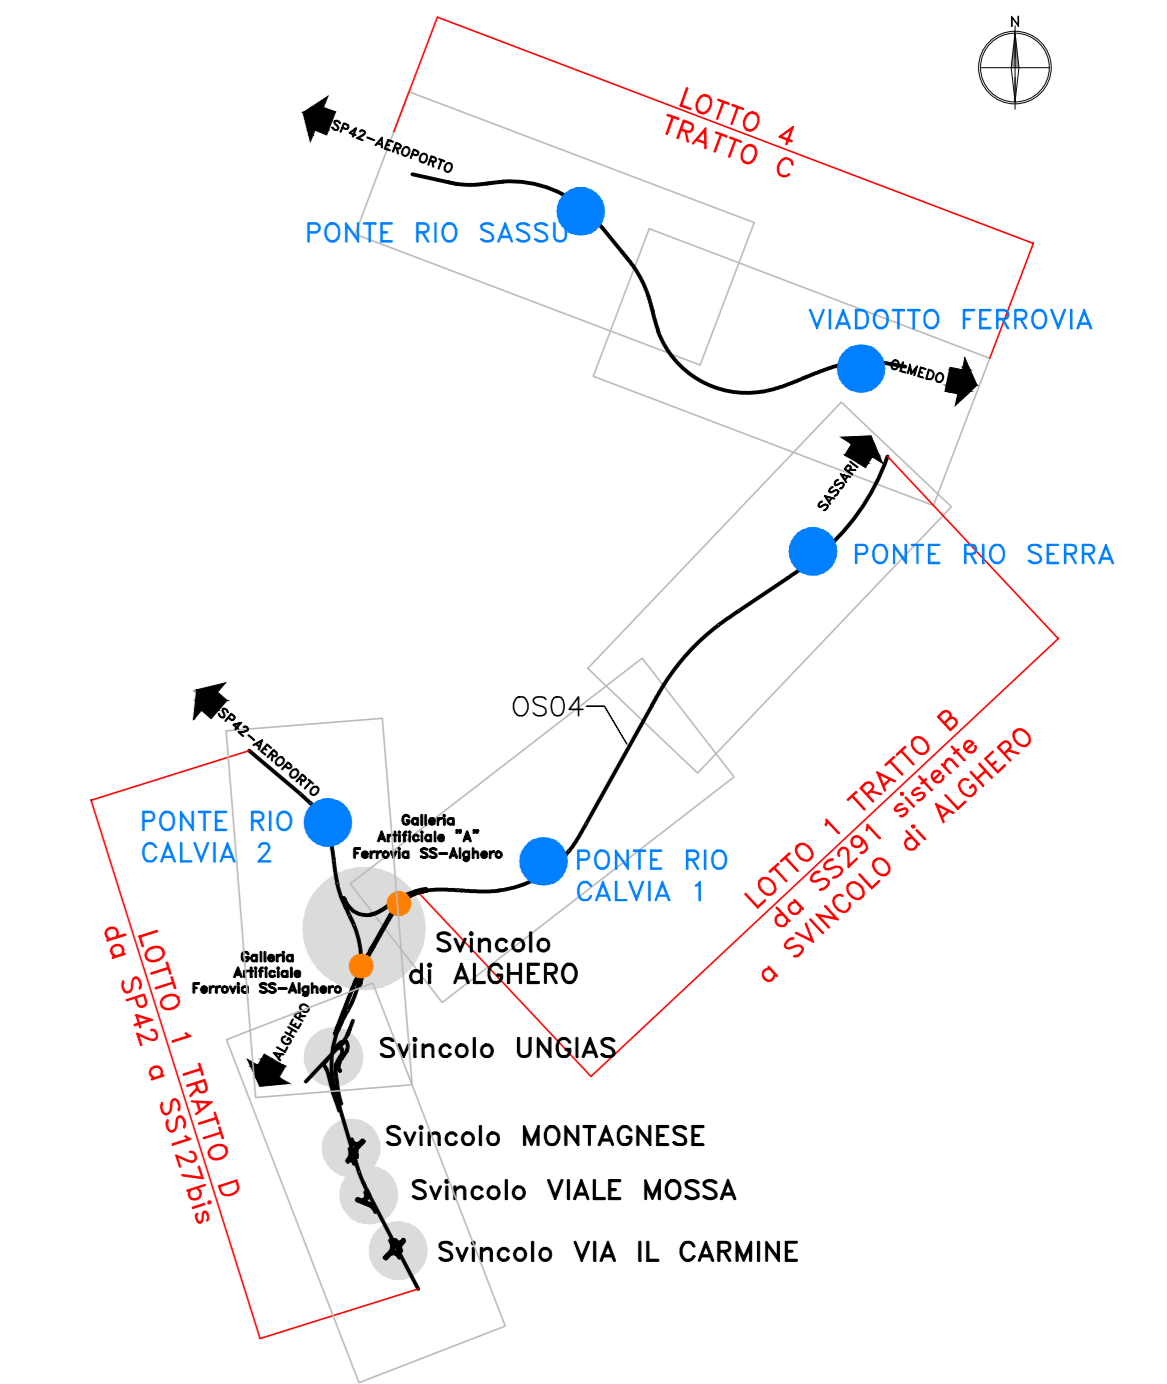 N
LOTTO 4
TRATTO C
SP42-AEROPORTO
PONTE RIO SASSU
VIADOTTO FERROVIA
OLMEDO
SASSARI
PONTE RIO SERRA
OS04
SP42-AEROPORTO
PONTE RIO
CALVIA 2
Galleria
Artificiale "A"
Ferrovia SS-Alghero
PONTE RIO
CALVIA 1
LOTTO 1 TRATTO B
da SS291 sistente
a SVINCOLO di ALGHERO
Svincolo
di ALGHERO
Galleria
Artificiale
Ferrovia SS-Alghero
ALGHERO
LOTTO 1 TRATTO D
da SP42 a SS127bis
Svincolo UNGIAS
Svincolo MONTAGNESE
Svincolo VIALE MOSSA
Svincolo VIA IL CARMINE